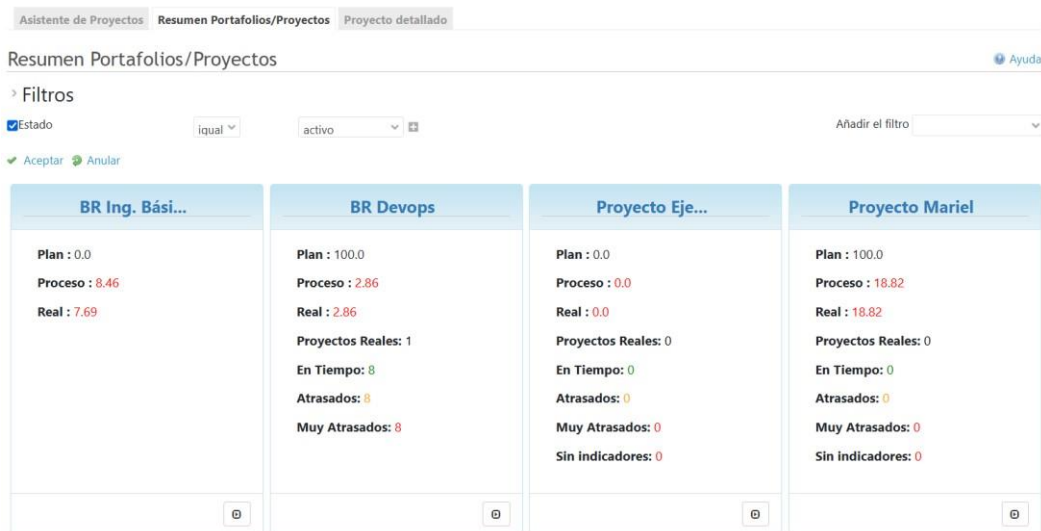 Asistente de Proyectos Resumen Portafolios/Proyectos Proyecto detallado
Resumen Portafolios/Proyectos
Ayuda
Filtros
Estado igual activo Añadir el filtro
Aceptar Anular
BR Ing. Bási...
Plan : 0.0
Proceso : 8.46
Real : 7.69
BR Devops
Plan : 100.0
Proceso : 2.86
Real : 2.86
Proyectos Reales: 1
En Tiempo: 8
Atrasados: 8
Muy Atrasados: 8
Proyecto Eje...
Plan : 0.0
Proceso : 0.0
Real : 0.0
Proyectos Reales: 0
En Tiempo: 0
Atrasados: 0
Muy Atrasados: 0
Sin indicadores: 0
Proyecto Mariel
Plan : 100.0
Proceso : 18.82
Real : 18.82
Proyectos Reales: 0
En Tiempo: 0
Atrasados: 0
Muy Atrasados: 0
Sin indicadores: 0